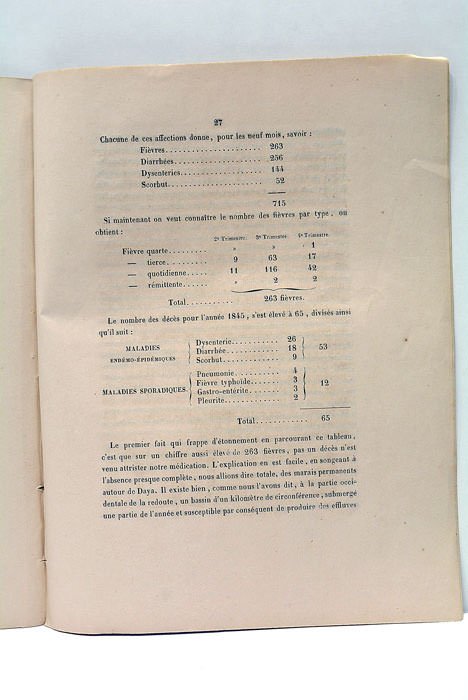 27
Chacune de ces affections donne, pour les neuf mois, savoir :
Fièvres...................... 263
Diarrhées.................... 256
Dysenteries.................. 144
Scorbut...................... 52
715
Si maintenant on veut connaître le nombre des fièvres par type, on
obtient :
2e Trimestre. 3e Trimestre. 4e Trimestre.
Fièvre quarte......... » » 1
— tierce.......... 9 63 17
— quotidienne..... 11 116 42
— rémittente...... » 2 2
Total........... 263 fièvres.
Le nombre des décès pour l'année 1845, s'est élevé à 65, divisés ainsi
qu'il suit :
MALADIES ENDÉMO-ÉPIDÉMIQUES
Dysenterie............ 26
Diarrhée.............. 18
Scorbut............... 9
53
MALADIES SPORADIQUES.
Pneumonie............. 4
Fièvre typhoïde....... 3
Gastro-entérite....... 3
Pleurite.............. 2
12
Total............ 65
Le premier fait qui frappe d'étonnement en parcourant ce tableau,
c'est que sur un chiffre aussi élevé de 263 fièvres, pas un décès n'est
venu attrister notre médication. L'explication en est facile, en songeant à
l'absence presque complète, nous allions dire totale, des marais permanents
autour de Daya. Il existe bien, comme nous l'avons dit, à la partie occi-
dentale de la redoute, un bassin d'un kilomètre de circonférence, submergé
une partie de l'année et susceptible par conséquent de produire des effluves